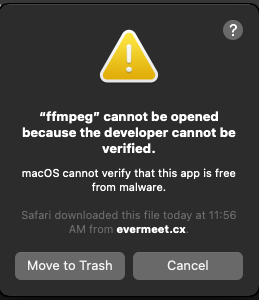 ?
“ffmpeg” cannot be opened
because the developer cannot be
verified.
macOS cannot verify that this app is free
from malware.
Safari downloaded this file today at 11:56
AM from evermeet.cx.
Move to Trash
Cancel